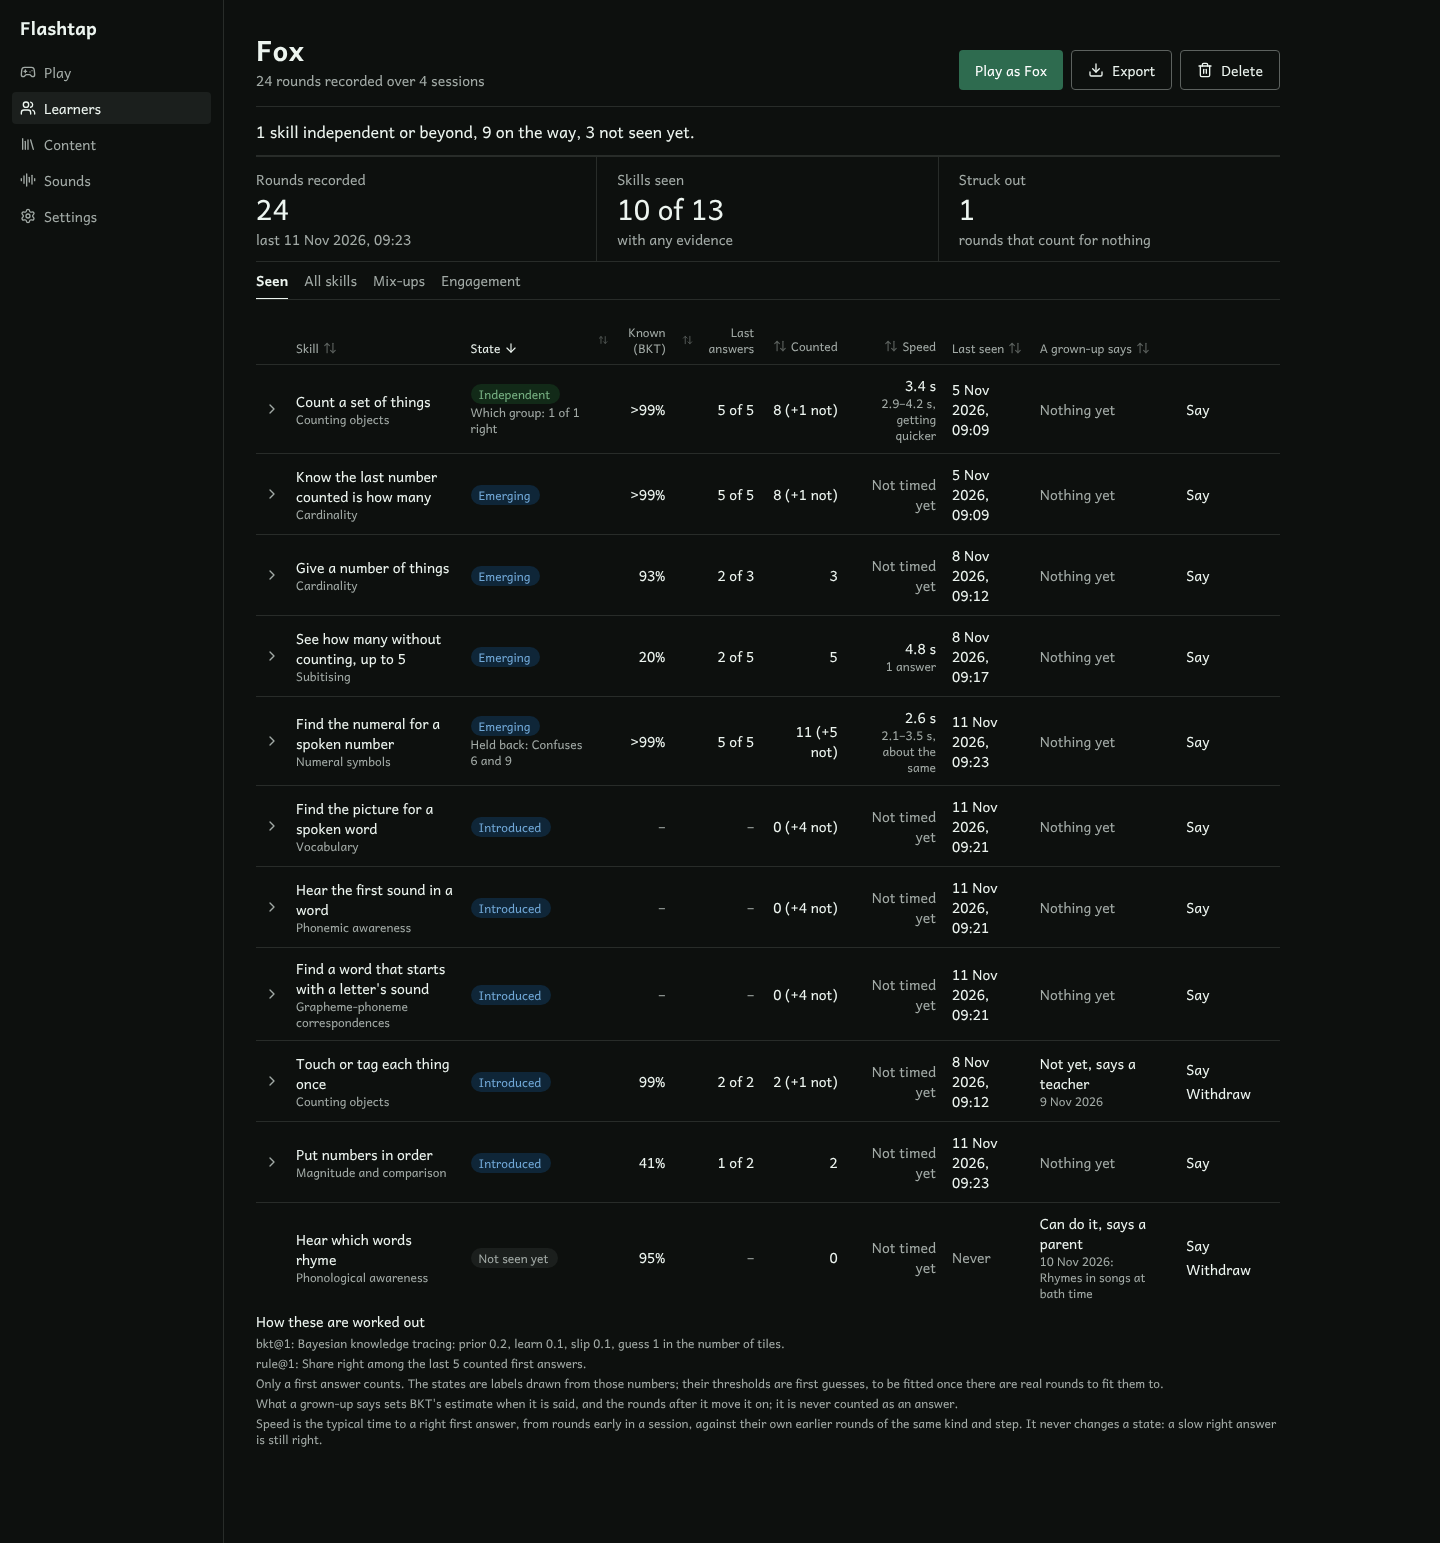 Flashtap
Play
Learners
Content
Sounds
Settings
Fox
24 rounds recorded over 4 sessions
Play as Fox
Export
Delete
1 skill independent or beyond, 9 on the way, 3 not seen yet.
Rounds recorded
24
last 11 Nov 2026, 09:23
Skills seen
10 of 13
with any evidence
Struck out
1
rounds that count for nothing
Seen All skills Mix-ups Engagement
Skill
State
Known
(BKT)
Last
answers
Counted
Speed
Last seen
A grown-up says
Count a set of things
Counting objects
Independent
Which group: 1 of 1
right
>99%
5 of 5
8 (+1 not)
3.4 s
2.9–4.2 s,
getting
quicker
5 Nov
2026,
09:09
Nothing yet
Say
Know the last number
counted is how many
Cardinality
Emerging
>99%
5 of 5
8 (+1 not)
Not timed
yet
5 Nov
2026,
09:09
Nothing yet
Say
Give a number of things
Cardinality
Emerging
93%
2 of 3
3
Not timed
yet
8 Nov
2026,
09:12
Nothing yet
Say
See how many without
counting, up to 5
Subitising
Emerging
20%
2 of 5
5
4.8 s
1 answer
8 Nov
2026,
09:17
Nothing yet
Say
Find the numeral for a
spoken number
Numeral symbols
Emerging
Held back: Confuses
6 and 9
>99%
5 of 5
11 (+5
not)
2.6 s
2.1–3.5 s,
about the
same
11 Nov
2026,
09:23
Nothing yet
Say
Find the picture for a
spoken word
Vocabulary
Introduced
–
–
0 (+4 not)
Not timed
yet
11 Nov
2026,
09:21
Nothing yet
Say
Hear the first sound in a
word
Phonemic awareness
Introduced
–
–
0 (+4 not)
Not timed
yet
11 Nov
2026,
09:21
Nothing yet
Say
Find a word that starts
with a letter's sound
Grapheme-phoneme
correspondences
Introduced
–
–
0 (+4 not)
Not timed
yet
11 Nov
2026,
09:21
Nothing yet
Say
Touch or tag each thing
once
Counting objects
Introduced
99%
2 of 2
2 (+1 not)
Not timed
yet
8 Nov
2026,
09:12
Not yet, says a
teacher
9 Nov 2026
Say
Withdraw
Put numbers in order
Magnitude and comparison
Introduced
41%
1 of 2
2
Not timed
yet
11 Nov
2026,
09:23
Nothing yet
Say
Hear which words
rhyme
Phonological awareness
Not seen yet
95%
–
0
Not timed
yet
Never
Can do it, says a
parent
10 Nov 2026:
Rhymes in songs at
bath time
Say
Withdraw
How these are worked out
bkt@1: Bayesian knowledge tracing: prior 0.2, learn 0.1, slip 0.1, guess 1 in the number of tiles.
rule@1: Share right among the last 5 counted first answers.
Only a first answer counts. The states are labels drawn from those numbers; their thresholds are first guesses, to be fitted once there are real rounds to fit them to.
What a grown-up says sets BKT's estimate when it is said, and the rounds after it move it on; it is never counted as an answer.
Speed is the typical time to a right first answer, from rounds early in a session, against their own earlier rounds of the same kind and step. It never changes a state: a slow right answer
is still right.